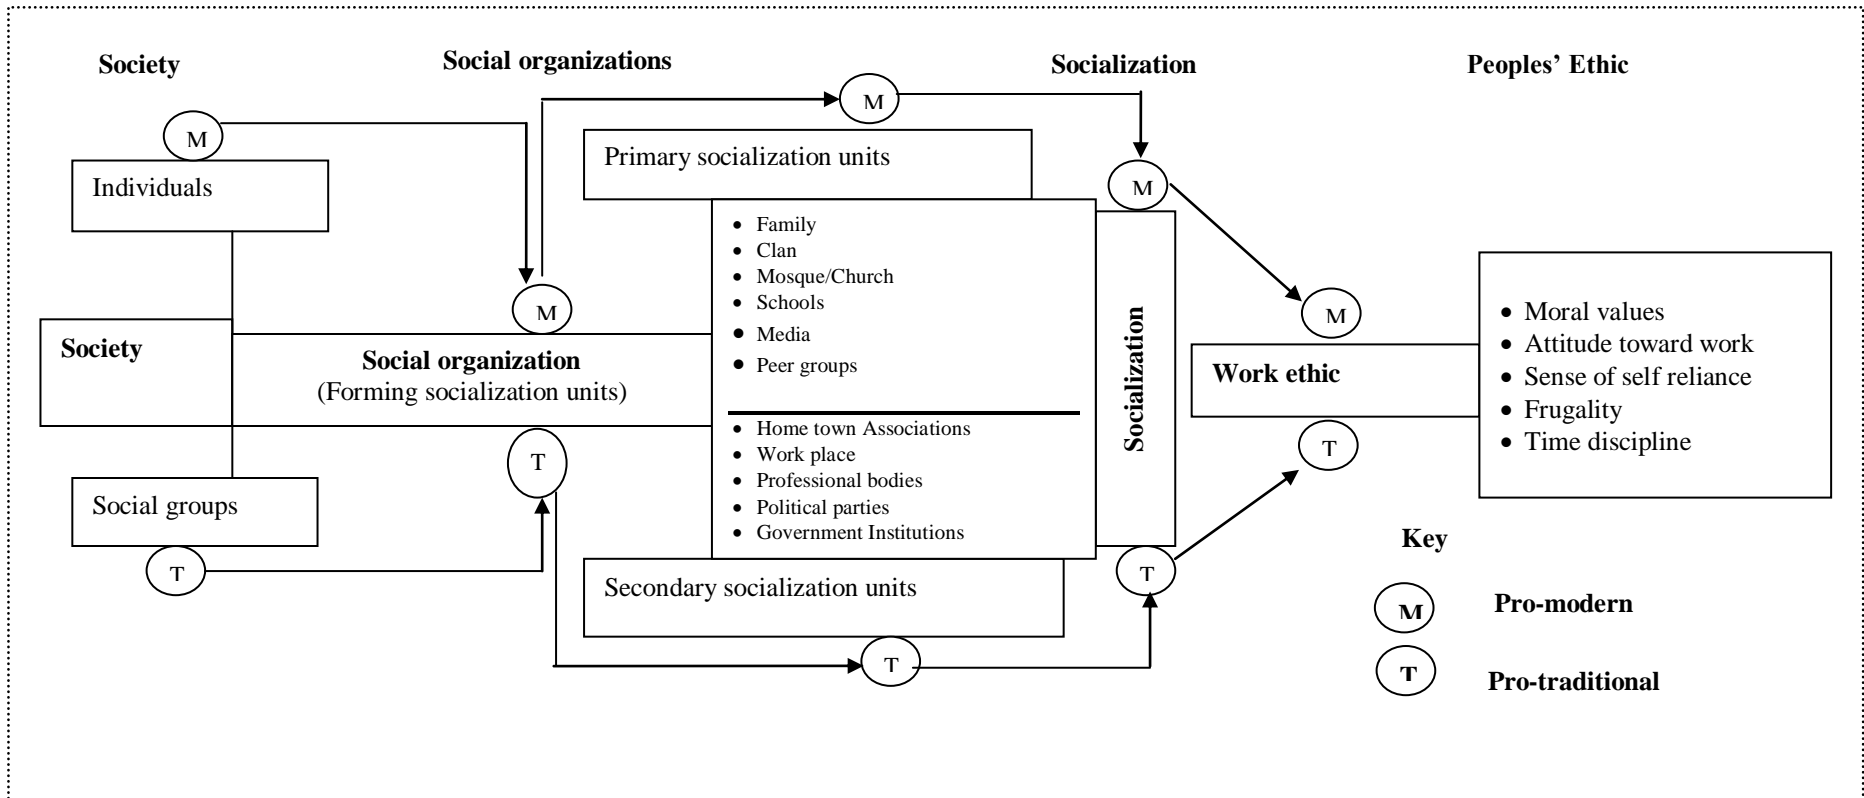 Society
Social organizations
Socialization
Peoples' Ethic
M
M
Primary socialization units
M
Individuals
• Family
• Clan
• Mosque/Church
• Schools
• Media
• Peer groups
M
M
Society
Social organization
(Forming socialization units)
Socialization
Work ethic
• Moral values
• Attitude toward work
• Sense of self reliance
• Frugality
• Time discipline
• Home town Associations
• Work place
• Professional bodies
• Political parties
• Government Institutions
T
T
Social groups
T
T
Secondary socialization units
T
Key
M
Pro-modern
T
Pro-traditional